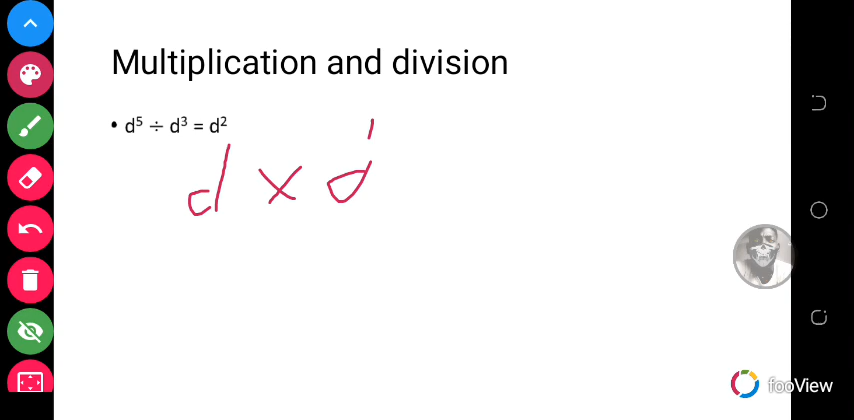 Multiplication and division
• d⁵ ÷ d³ = d²
d × d
fooView